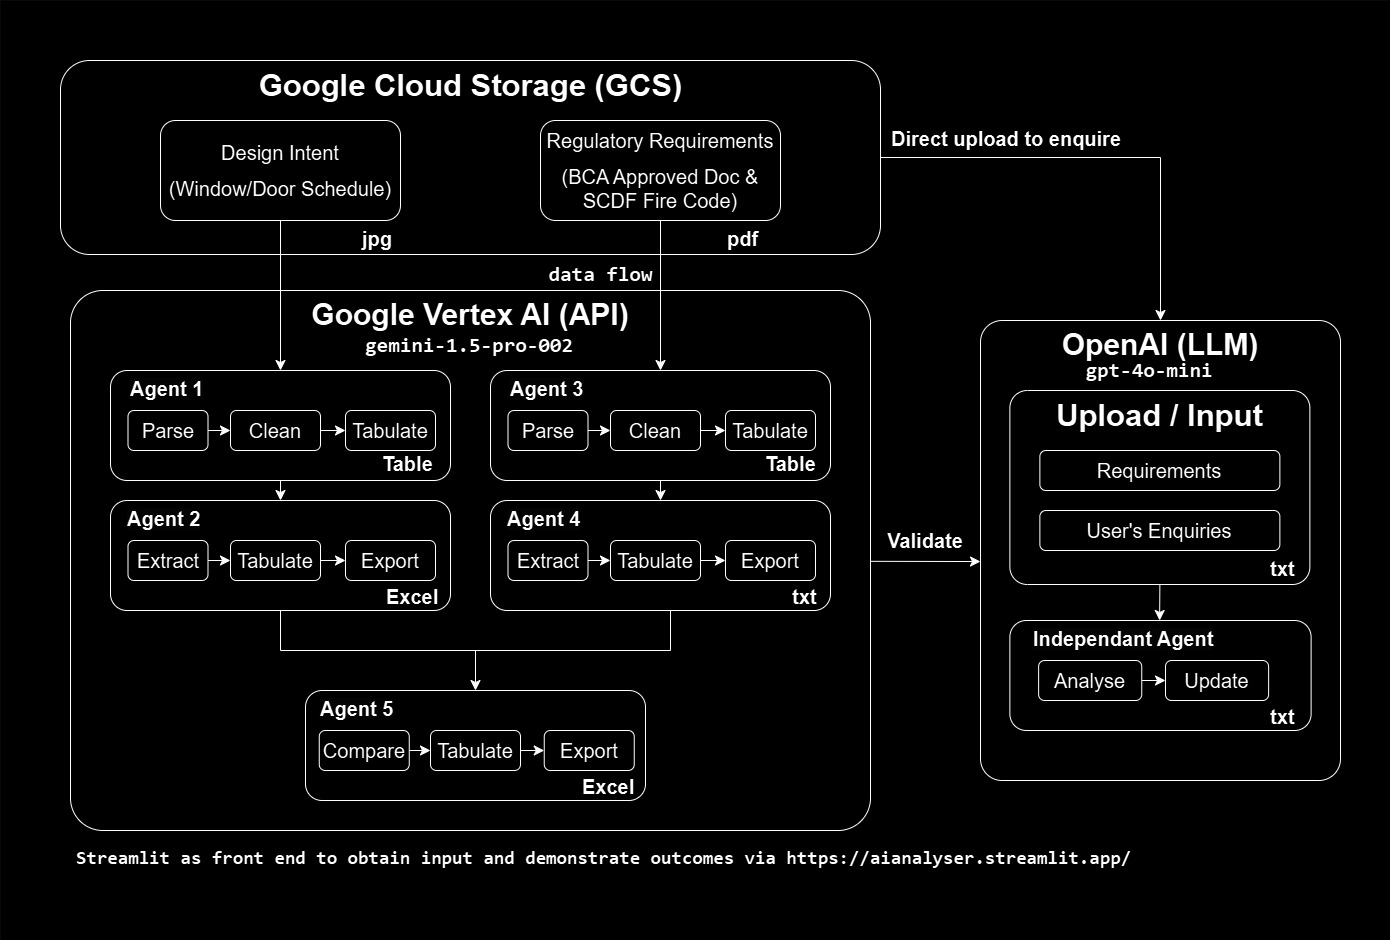 Google Cloud Storage (GCS)
Design Intent
(Window/Door Schedule)
jpg
Regulatory Requirements
(BCA Approved Doc &
SCDF Fire Code)
pdf
Direct upload to enquire
data flow
Google Vertex AI (API)
gemini-1.5-pro-002
Agent 1
Parse
Clean
Tabulate
Table
Agent 3
Parse
Clean
Tabulate
Table
Agent 2
Extract
Tabulate
Export
Excel
Agent 4
Extract
Tabulate
Export
txt
Agent 5
Compare
Tabulate
Export
Excel
Validate
OpenAI (LLM)
gpt-4o-mini
Upload / Input
Requirements
User's Enquiries
txt
Independant Agent
Analyse
Update
txt
Streamlit as front end to obtain input and demonstrate outcomes via https://aianalyser.streamlit.app/